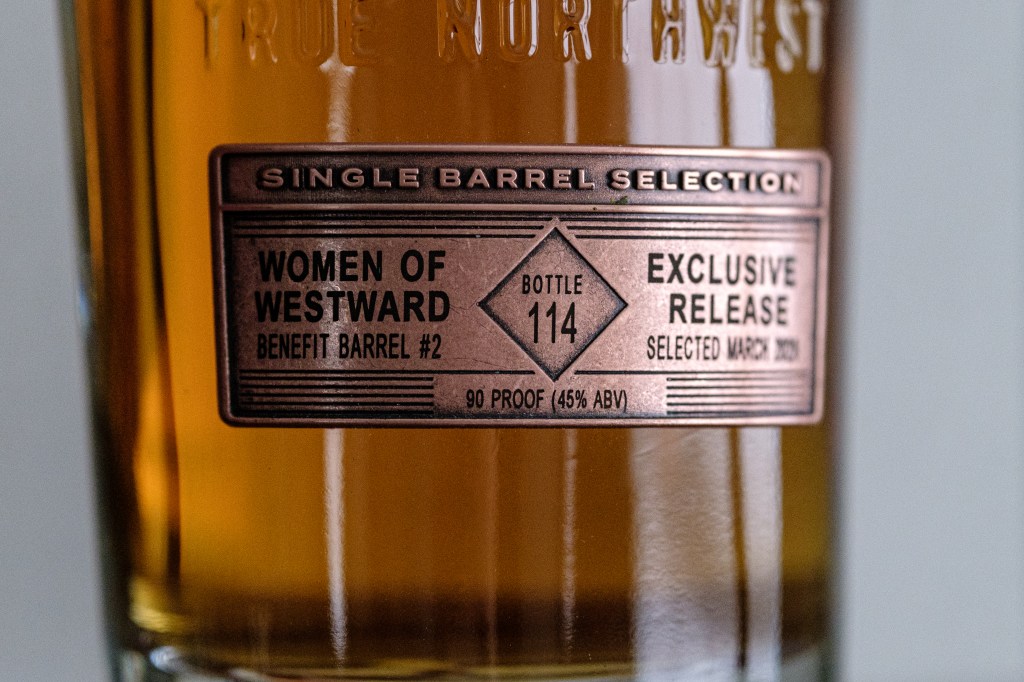 TRUE NORTHWEST
SINGLE BARREL SELECTION
WOMEN OF
WESTWARD
BENEFIT BARREL #2
BOTTLE
114
EXCLUSIVE
RELEASE
SELECTED MARCH
90 PROOF (45% ABV)